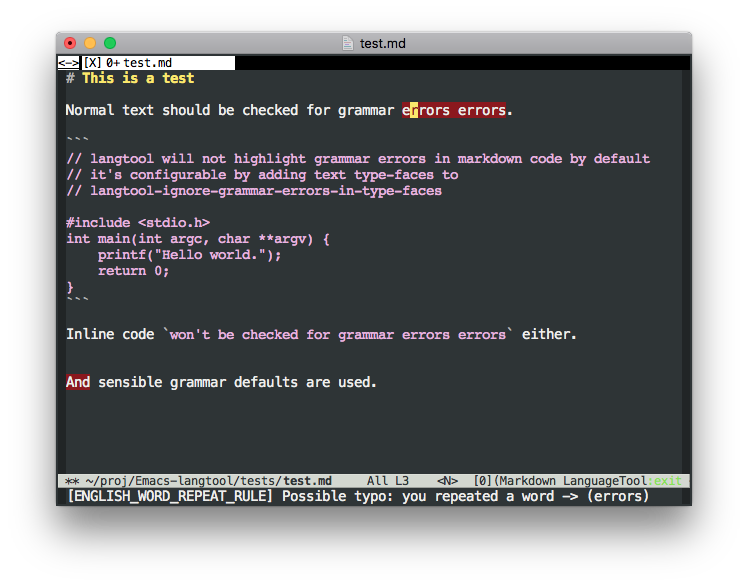 test.md
<—> [X] 0+ test.md
# This is a test
Normal text should be checked for grammar errors errors.
```
// langtool will not highlight grammar errors in markdown code by default
// it's configurable by adding text type-faces to
// langtool-ignore-grammar-errors-in-type-faces
#include <stdio.h>
int main(int argc, char **argv) {
    printf("Hello world.");
    return 0;
}
```
Inline code `won't be checked for grammar errors errors` either.
And sensible grammar defaults are used.
** ~/proj/Emacs-langtool/tests/test.md All L3 <N> [0](Markdown LanguageTool:exit
[ENGLISH_WORD_REPEAT_RULE] Possible typo: you repeated a word —> (errors)